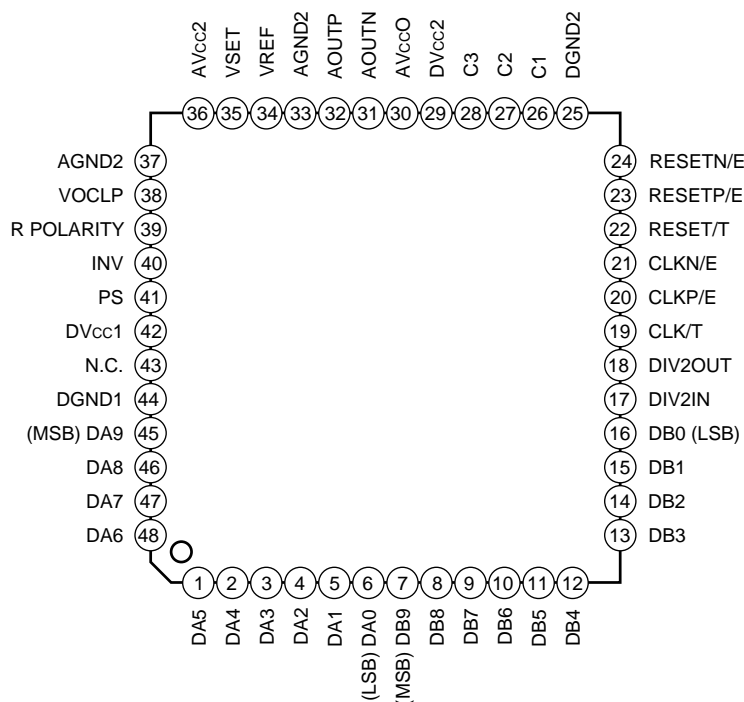 AVcc2
VSET
VREF
AGND2
AOUTP
AOUTN
AVccO
DVcc2
C3
C2
C1
DGND2
36 35 34 33 32 31 30 29 28 27 26 25
AGND2 37
VOCLP 38
R POLARITY 39
INV 40
PS 41
DVcc1 42
N.C. 43
DGND1 44
(MSB) DA9 45
DA8 46
DA7 47
DA6 48
24 RESETN/E
23 RESETP/E
22 RESET/T
21 CLKN/E
20 CLKP/E
19 CLK/T
18 DIV2OUT
17 DIV2IN
16 DB0 (LSB)
15 DB1
14 DB2
13 DB3
1 2 3 4 5 6 7 8 9 10 11 12
DA5
DA4
DA3
DA2
DA1
(LSB) DA0
(MSB) DB9
DB8
DB7
DB6
DB5
DB4